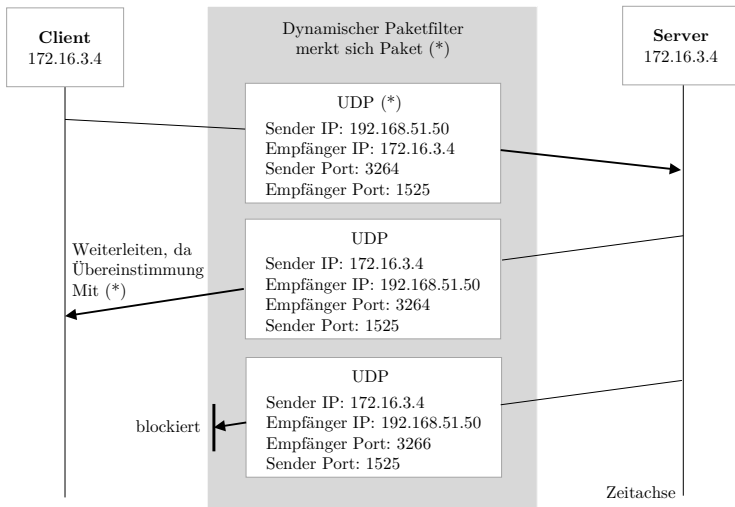 Client
172.16.3.4
Dynamischer Paketfilter
merkt sich Paket (*)
Server
172.16.3.4
UDP (*)
Sender IP: 192.168.51.50
Empfänger IP: 172.16.3.4
Sender Port: 3264
Empfänger Port: 1525
Weiterleiten, da
Übereinstimmung
Mit (*)
UDP
Sender IP: 172.16.3.4
Empfänger IP: 192.168.51.50
Empfänger Port: 3264
Sender Port: 1525
blockiert
UDP
Sender IP: 172.16.3.4
Empfänger IP: 192.168.51.50
Empfänger Port: 3266
Sender Port: 1525
Zeitachse